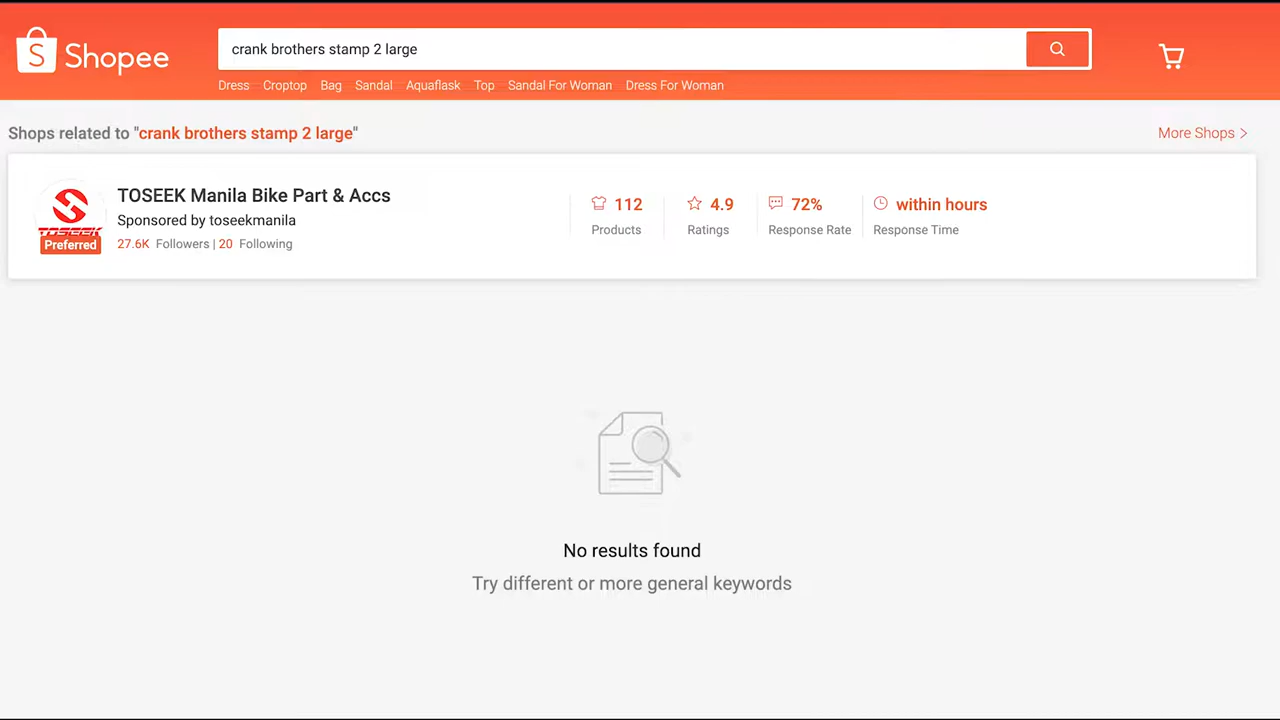 S Shopee
crank brothers stamp 2 large
Dress Croptop Bag Sandal Aquaflask Top Sandal For Woman Dress For Woman
Shops related to "crank brothers stamp 2 large"
More Shops >
TOSEEK
Preferred
TOSEEK Manila Bike Part & Accs
Sponsored by toseekmanila
27.6K Followers | 20 Following
112
Products
4.9
Ratings
72%
Response Rate
within hours
Response Time
No results found
Try different or more general keywords